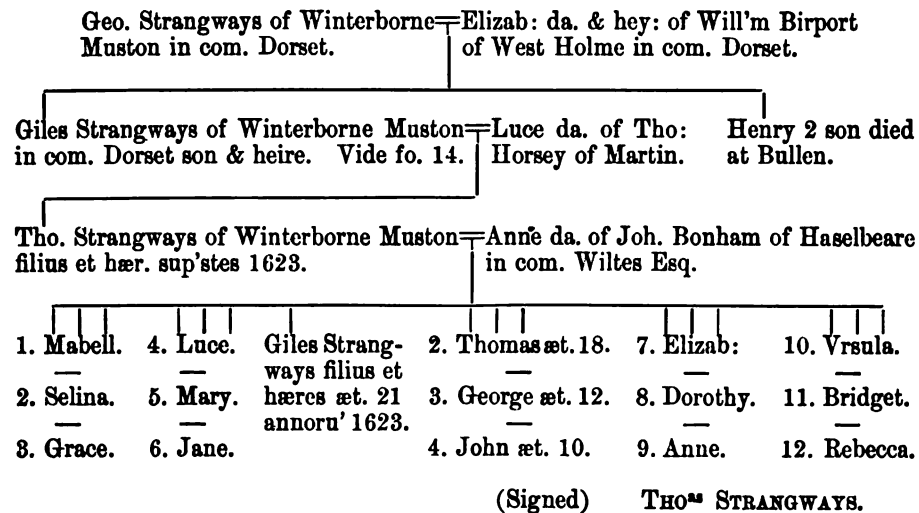 Geo. Strangways of Winterborne=Elizab: da. & hey: of Will'm Birport
Muston in com. Dorset. of West Holme in com. Dorset.
Giles Strangways of Winterborne Muston=Luce da. of Tho: Henry 2 son died
in com. Dorset son & heire. Vide fo. 14. Horsey of Martin. at Bullen.
Tho. Strangways of Winterborne Muston=Anne da. of Joh. Bonham of Haselbeare
filius et hær. sup'stes 1623. in com. Wiltes Esq.
1. Mabell. 4. Luce. Giles Strang- 2. Thomas æt. 18. 7. Elizab: 10. Vrsula.
ways filius et
2. Selina. 5. Mary. hæres æt. 21 3. George æt. 12. 8. Dorothy. 11. Bridget.
annoru' 1623.
3. Grace. 6. Jane. 4. John æt. 10. 9. Anne. 12. Rebecca.
(Signed) THOᵃˢ STRANGWAYS.